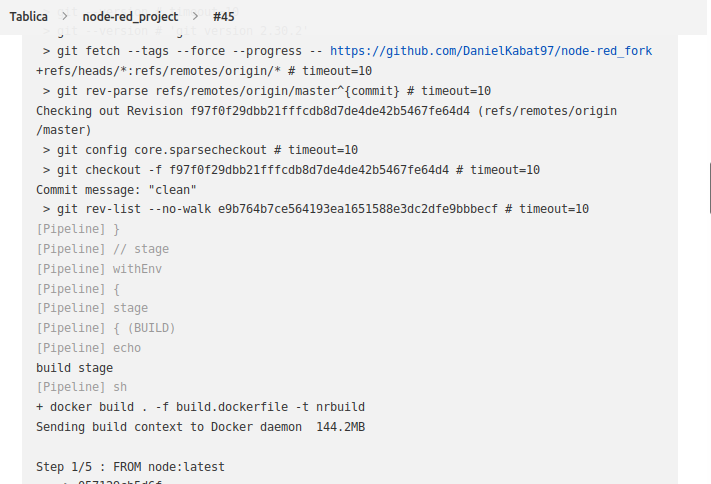 Tablica > node-red_project > #45
> git --version # 'git version 2.30.2'
> git fetch --tags --force --progress -- https://github.com/DanielKabat97/node-red_fork
+refs/heads/*:refs/remotes/origin/* # timeout=10
> git rev-parse refs/remotes/origin/master^{commit} # timeout=10
Checking out Revision f97f0f29dbb21fffcdb8d7de4de42b5467fe64d4 (refs/remotes/origin
/master)
> git config core.sparsecheckout # timeout=10
> git checkout -f f97f0f29dbb21fffcdb8d7de4de42b5467fe64d4 # timeout=10
Commit message: "clean"
> git rev-list --no-walk e9b764b7ce564193ea1651588e3dc2dfe9bbbecf # timeout=10
[Pipeline] }
[Pipeline] // stage
[Pipeline] withEnv
[Pipeline] {
[Pipeline] stage
[Pipeline] { (BUILD)
[Pipeline] echo
build stage
[Pipeline] sh
+ docker build . -f build.dockerfile -t nrbuild
Sending build context to Docker daemon  144.2MB
Step 1/5 : FROM node:latest